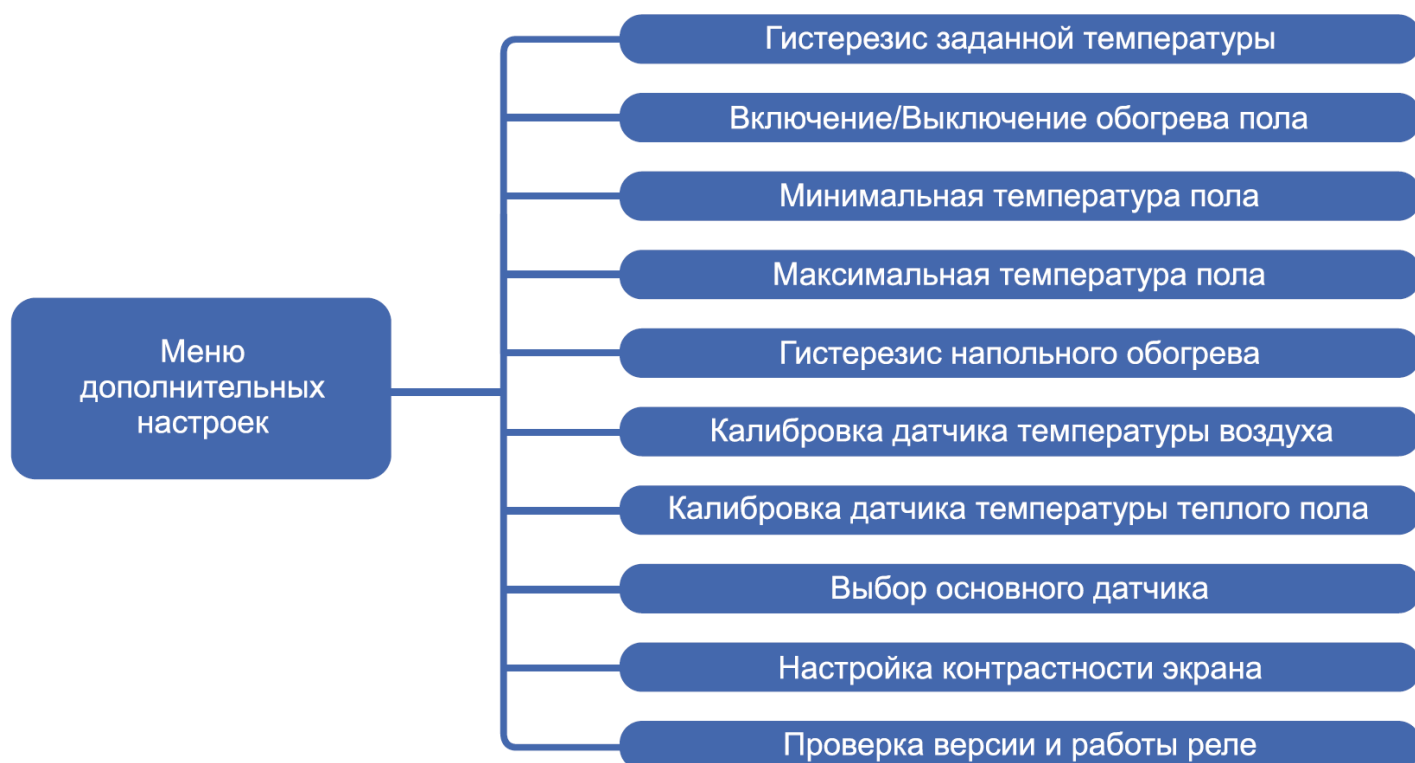 Гистерезис заданной температуры
Включение/Выключение обогрева пола
Минимальная температура пола
Максимальная температура пола
Меню
дополнительных
настроек
Гистерезис напольного обогрева
Калибровка датчика температуры воздуха
Калибровка датчика температуры теплого пола
Выбор основного датчика
Настройка контрастности экрана
Проверка версии и работы реле